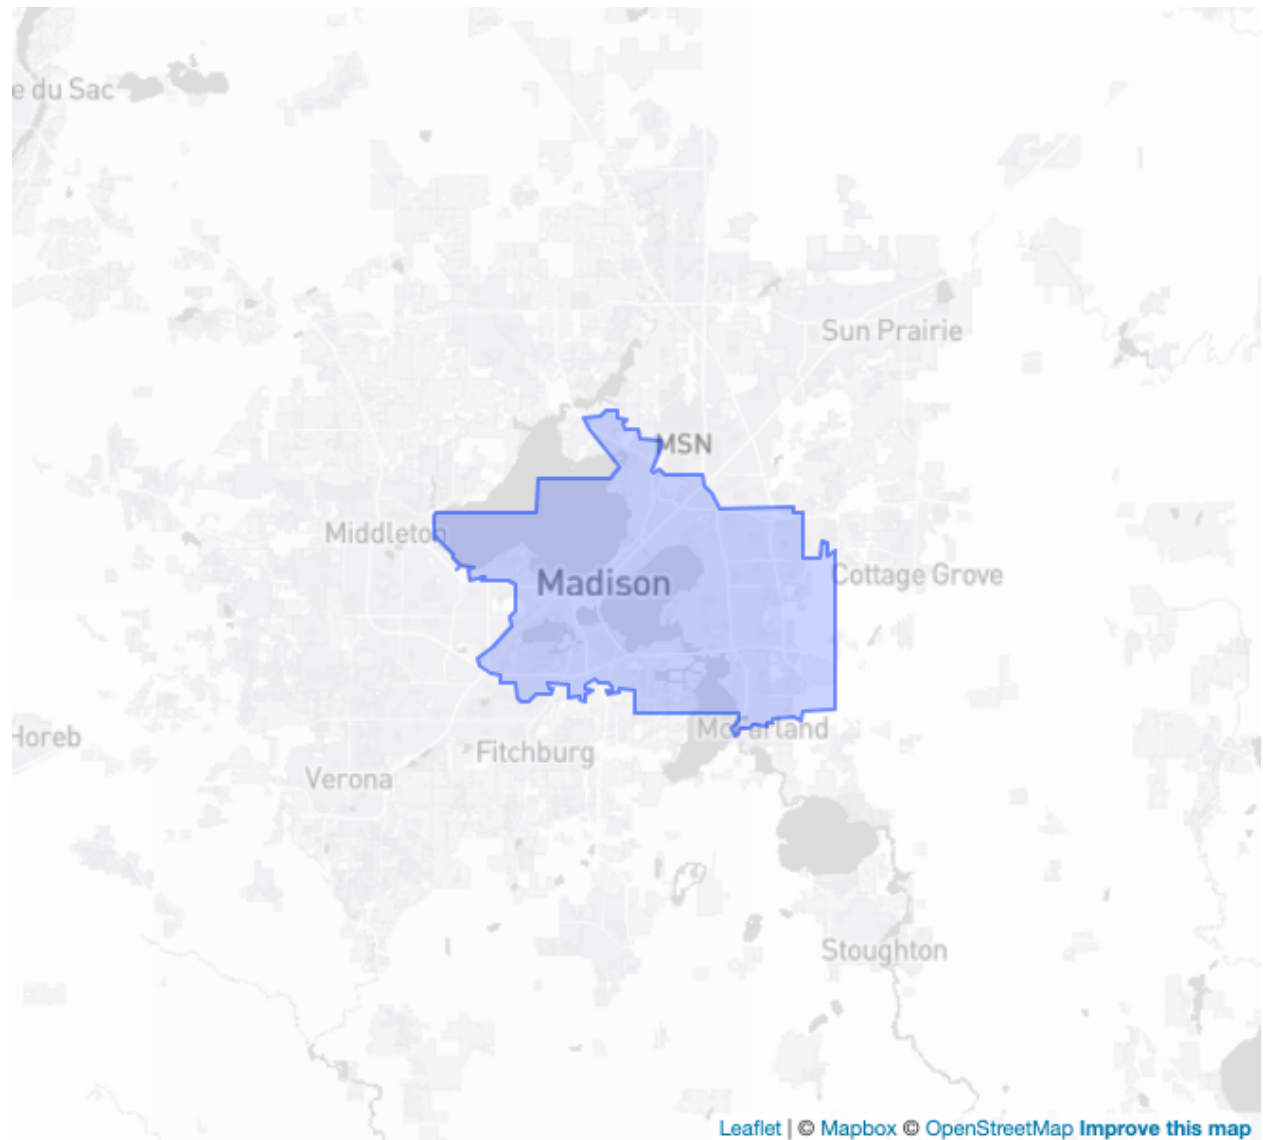 e du Sac
Sun Prairie
MSN
Middleton
Cottage Grove
Madison
McFarland
Horeb
Fitchburg
Verona
Stoughton
Leaflet | © Mapbox © OpenStreetMap Improve this map